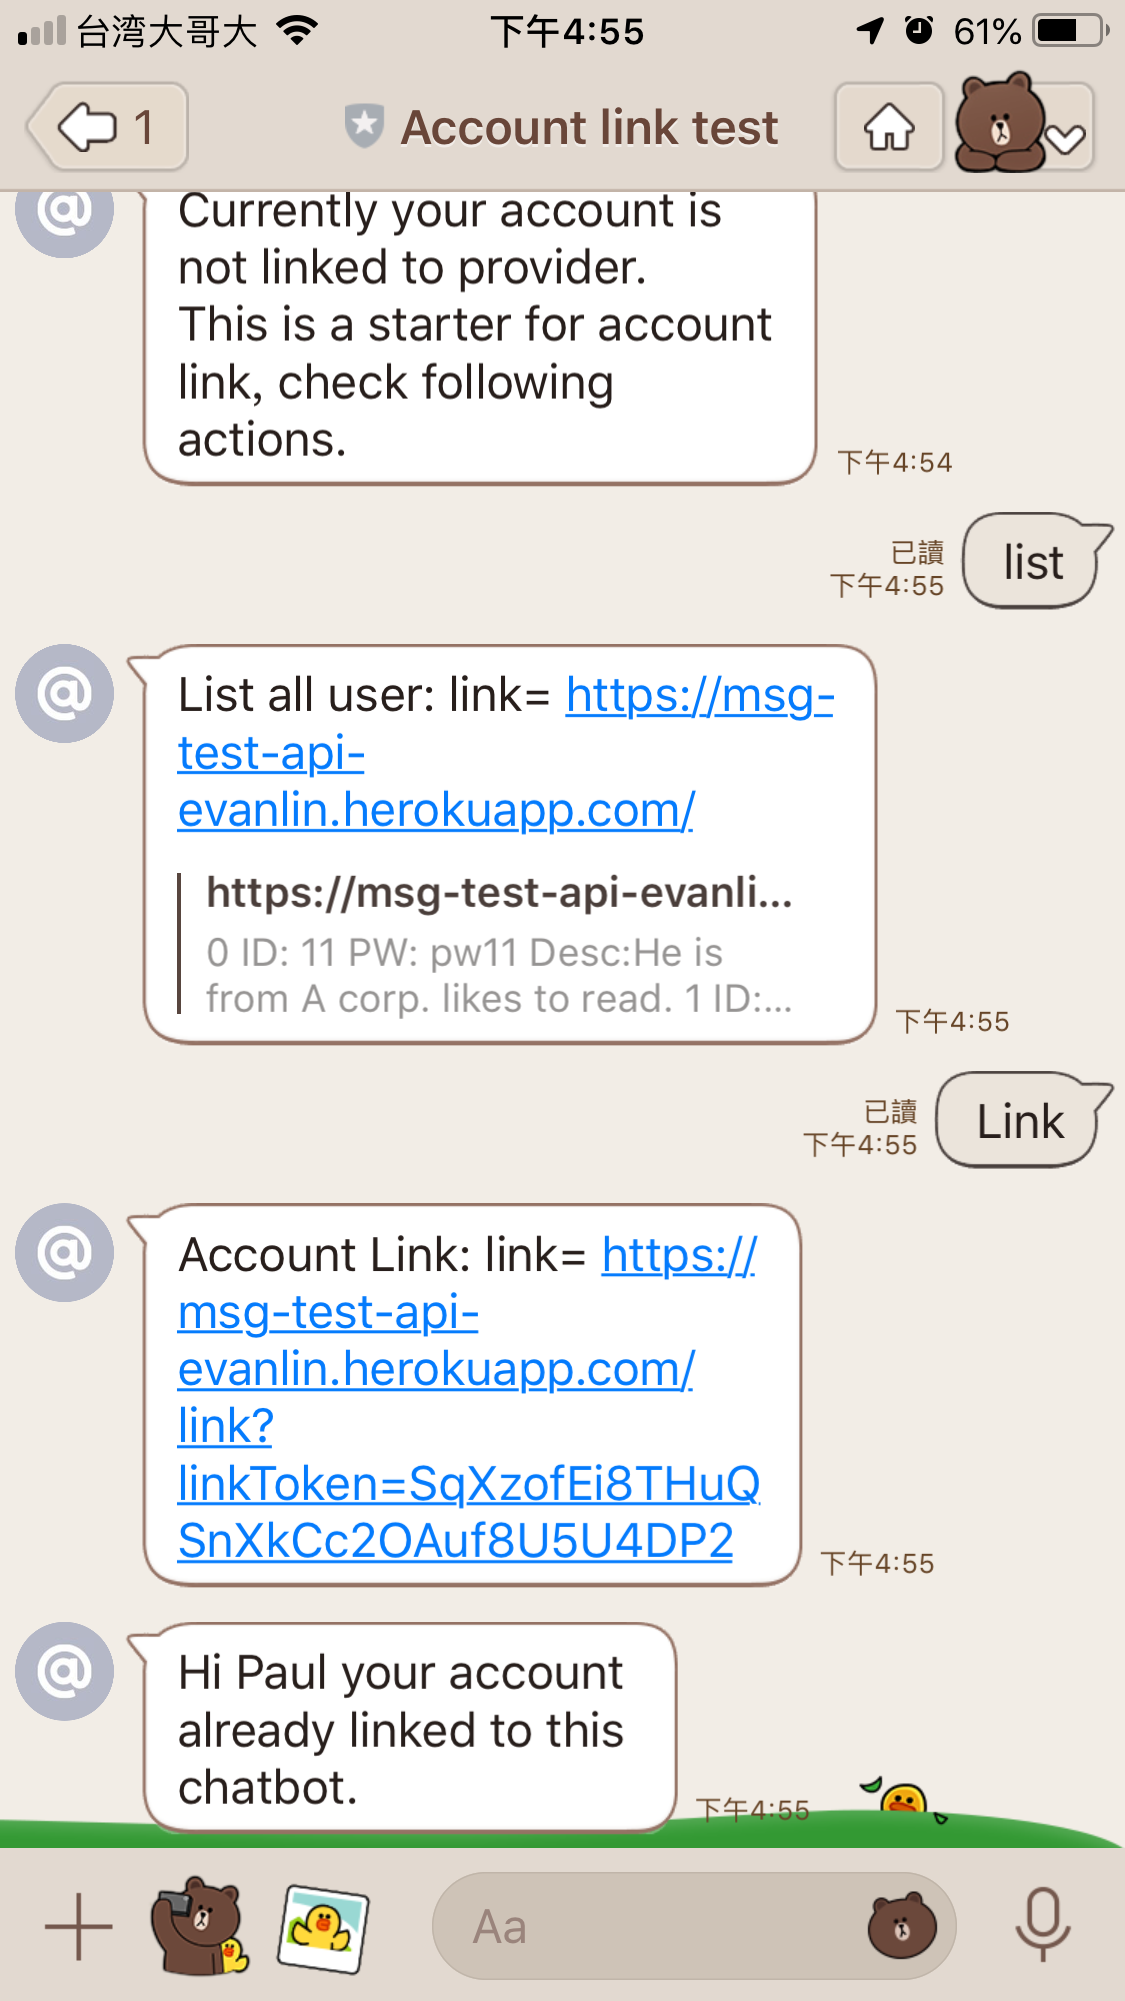 台湾大哥大 下午4:55 61%
1 Account link test
Currently your account is
not linked to provider.
This is a starter for account
link, check following
actions.
下午4:54
已讀
下午4:55
list
List all user: link= https://msg-
test-api-
evanlin.herokuapp.com/
https://msg-test-api-evanli...
0 ID: 11 PW: pw11 Desc:He is
from A corp. likes to read. 1 ID:...
下午4:55
已讀
下午4:55
Link
Account Link: link= https://
msg-test-api-
evanlin.herokuapp.com/
link?
linkToken=SqXzofEi8THuQ
SnXkCc2OAuf8U5U4DP2
下午4:55
Hi Paul your account
already linked to this
chatbot.
下午4:55
Aa